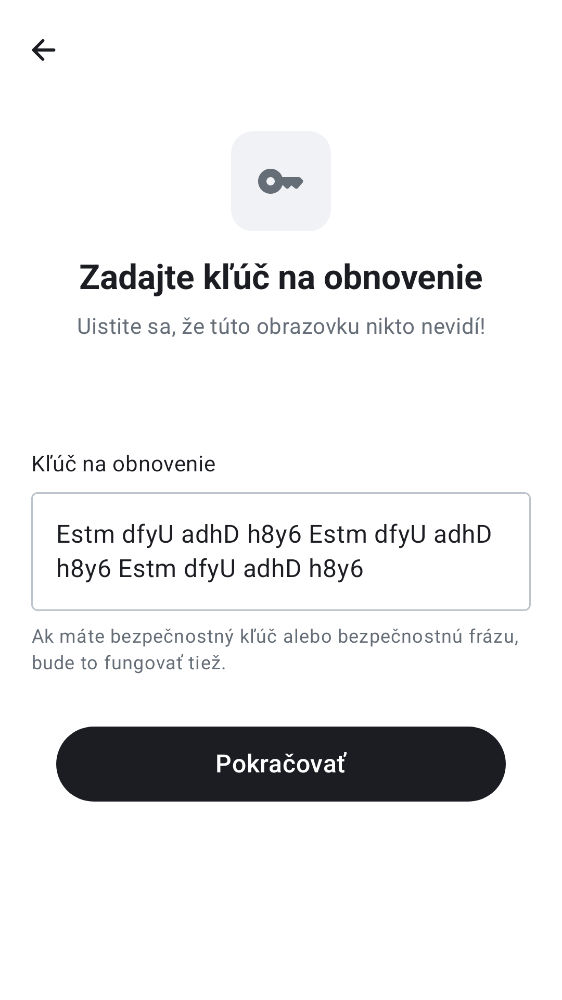 Zadajte kľúč na obnovenie
Uistite sa, že túto obrazovku nikto nevidí!
Kľúč na obnovenie
Estm dfyU adhD h8y6 Estm dfyU adhD
h8y6 Estm dfyU adhD h8y6
Ak máte bezpečnostný kľúč alebo bezpečnostnú frázu,
bude to fungovať tiež.
Pokračovať